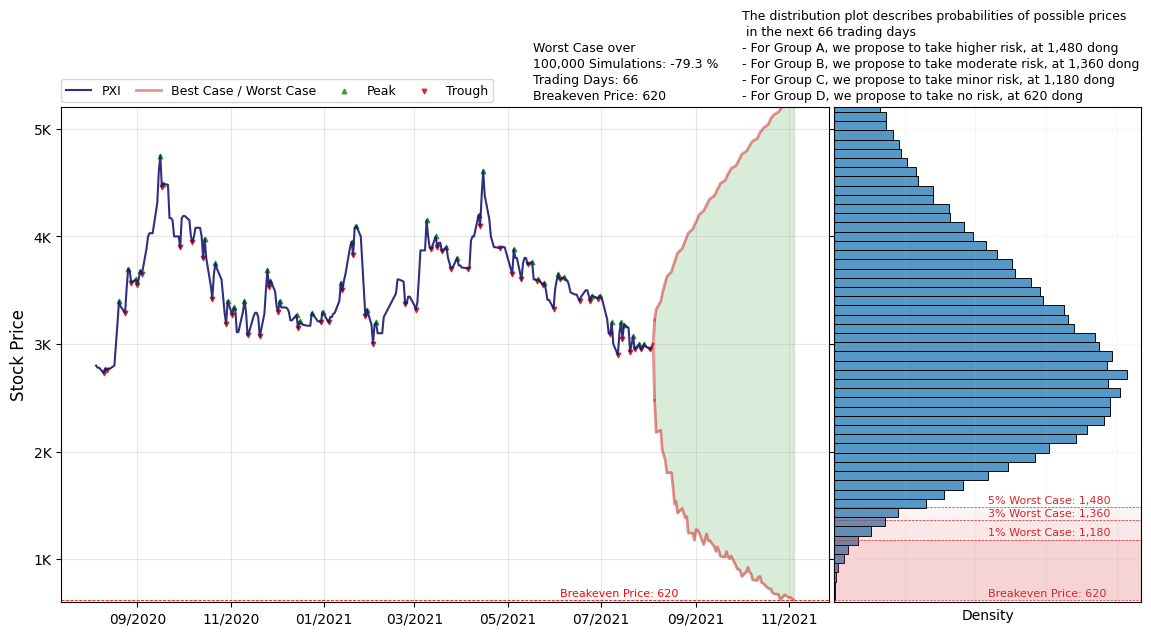 The distribution plot describes probabilities of possible prices
in the next 66 trading days
- For Group A, we propose to take higher risk, at 1,480 dong
- For Group B, we propose to take moderate risk, at 1,360 dong
- For Group C, we propose to take minor risk, at 1,180 dong
- For Group D, we propose to take no risk, at 620 dong
Worst Case over
100,000 Simulations: -79.3 %
Trading Days: 66
Breakeven Price: 620
PXI
Best Case / Worst Case
Peak
Trough
Stock Price
5K
4K
3K
2K
1K
Breakeven Price: 620
09/2020
11/2020
01/2021
03/2021
05/2021
07/2021
09/2021
11/2021
5% Worst Case: 1,480
3% Worst Case: 1,360
1% Worst Case: 1,180
Breakeven Price: 620
Density